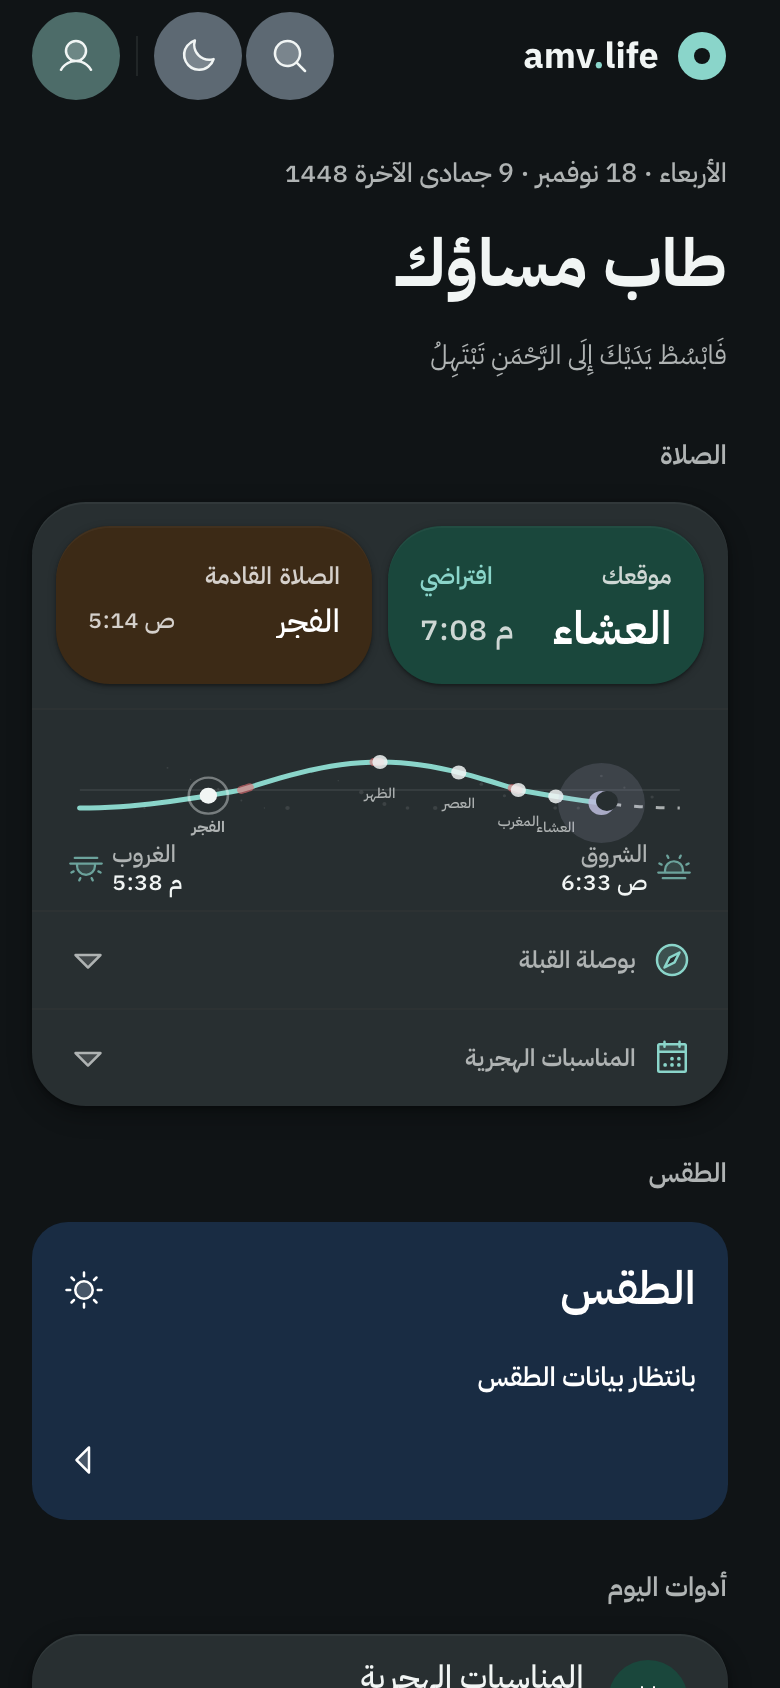 amv.life
الأربعاء · 18 نوفمبر · 9 جمادى الآخرة 1448
طاب مساؤك
فَابْسُطْ يَدَيْكَ إِلَى الرَّحْمَنِ تَبْتَهِلُ
الصلاة
موقعك افتراضي
العشاء 7:08 م
الصلاة القادمة
الفجر 5:14 ص
الظهر
العصر
المغرب
العشاء
الفجر
الشروق
6:33 ص
الغروب
5:38 م
بوصلة القبلة
المناسبات الهجرية
الطقس
الطقس
بانتظار بيانات الطقس
أدوات اليوم
المناسبات الهجرية